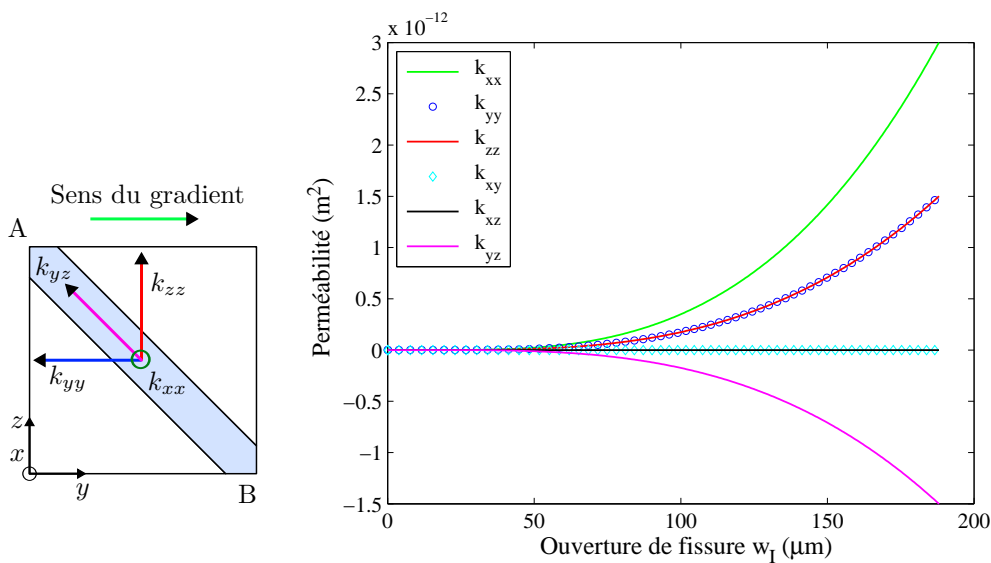 Sens du gradient
A
k_yz
k_zz
k_yy
k_xx
z
x
y
B
x 10^-12
3
2.5
2
1.5
1
0.5
0
−0.5
−1
−1.5
Perméabilité (m²)
k_xx
k_yy
k_zz
k_xy
k_xz
k_yz
0
50
100
150
200
Ouverture de fissure w_I (μm)